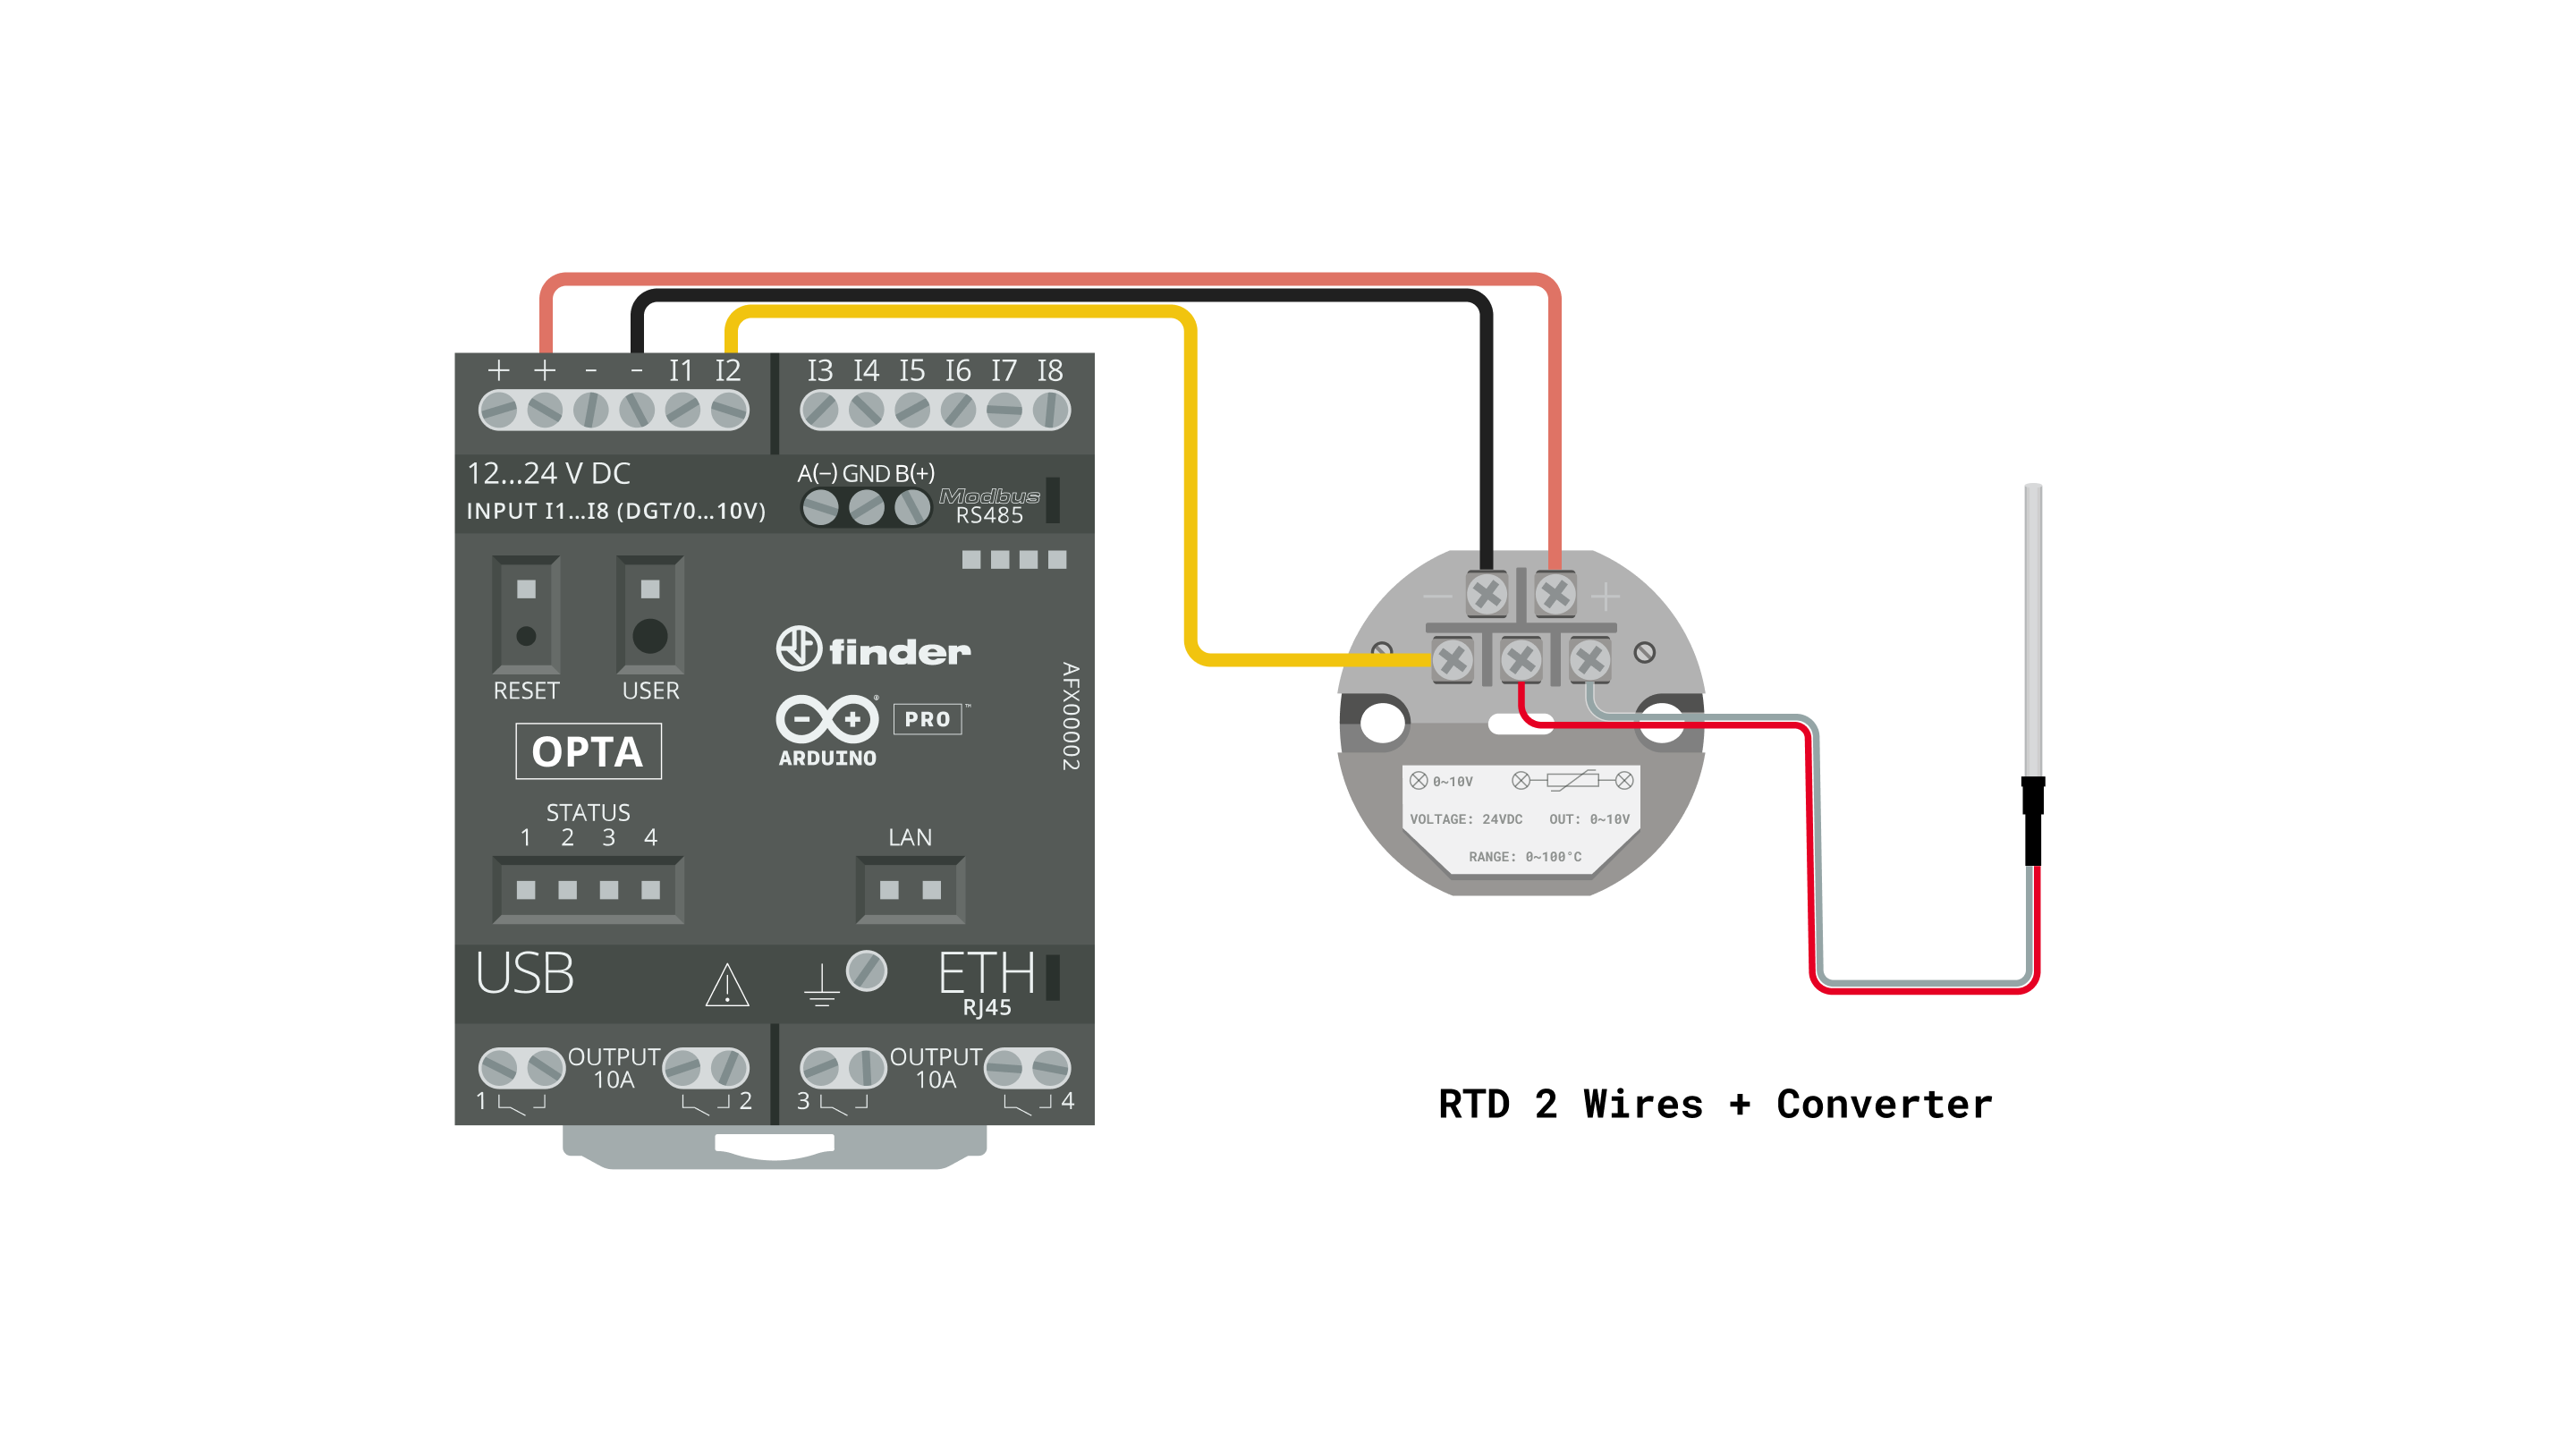 + + - - I1 I2 I3 I4 I5 I6 I7 I8
12...24 V DC
INPUT I1...I8 (DGT/0...10V)
A(−) GND B(+)
Modbus
RS485
RESET
USER
finder
ARDUINO
®
PRO
™
AFX00002
OPTA
STATUS
1 2 3 4
LAN
USB
ETH
RJ45
OUTPUT
10A
OUTPUT
10A
1 2 3 4
− +
0~10V
VOLTAGE: 24VDC OUT: 0~10V
RANGE: 0~100°C
RTD 2 Wires + Converter